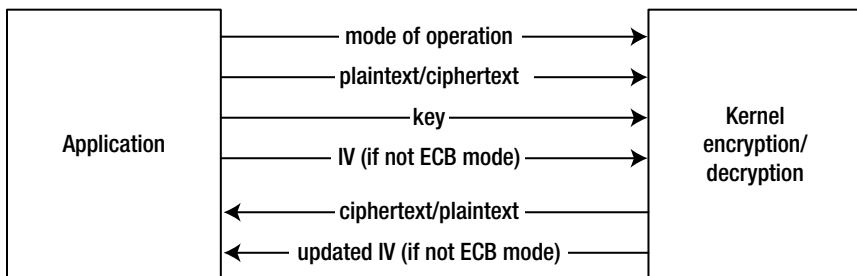 Application
mode of operation
plaintext/ciphertext
key
IV (if not ECB mode)
ciphertext/plaintext
updated IV (if not ECB mode)
Kernel
encryption/
decryption